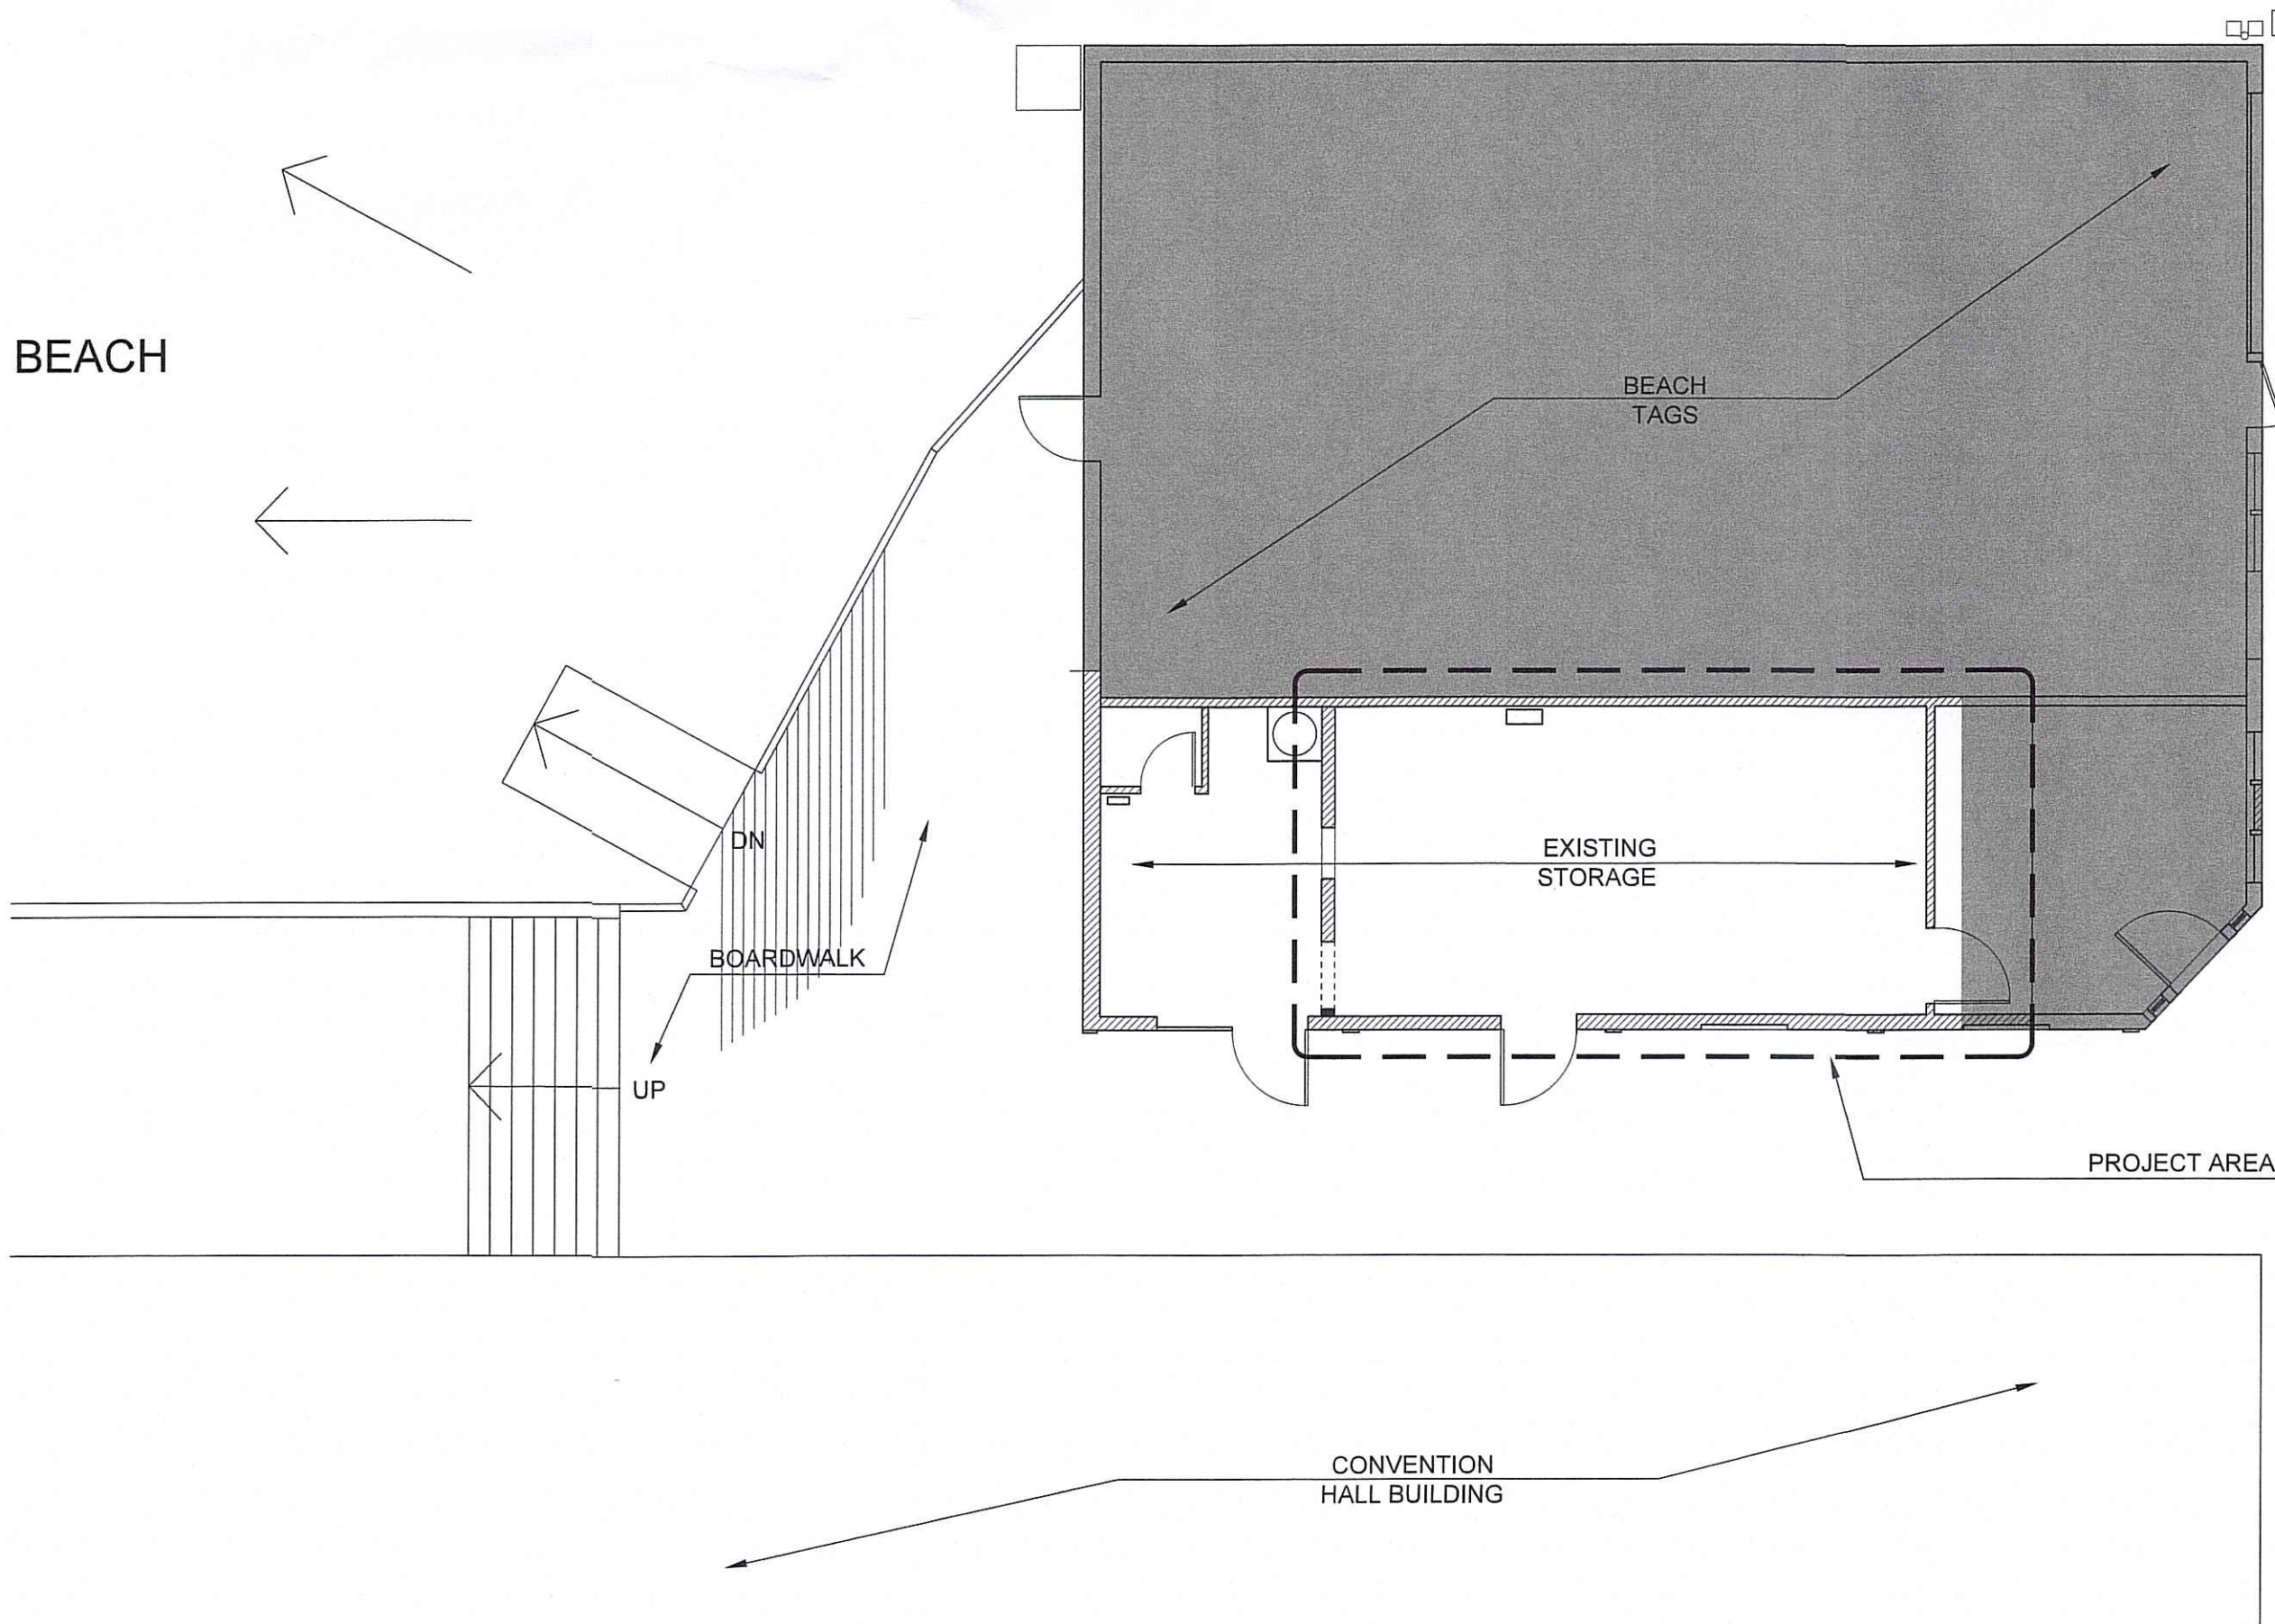 BEACH
BEACH
TAGS
EXISTING
STORAGE
DN
BOARDWALK
UP
PROJECT AREA
CONVENTION
HALL BUILDING